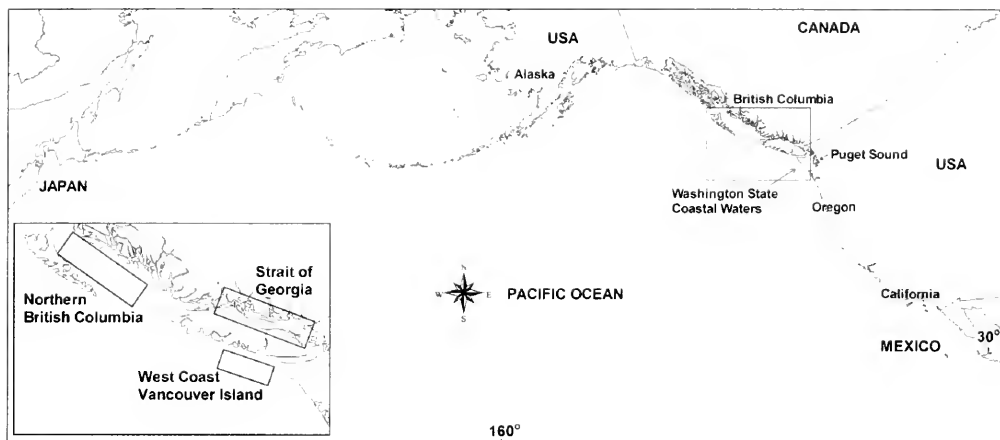 CANADA
USA
Alaska
British Columbia
Puget Sound
USA
JAPAN
Washington State
Coastal Waters
Oregon
Strait of
Georgia
Northern
British Columbia
N
W
E
S
PACIFIC OCEAN
California
30°
MEXICO
West Coast
Vancouver Island
160°